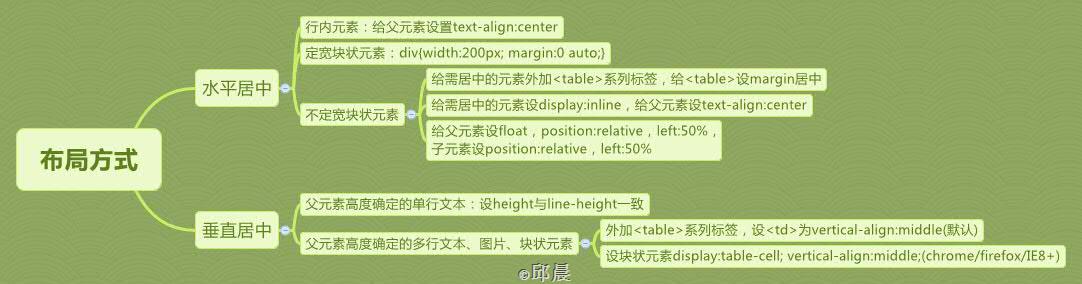 布局方式
水平居中
行内元素：给父元素设置text-align:center
定宽块状元素：div{width:200px; margin:0 auto;}
不定宽块状元素
给需居中的元素外加<table>系列标签，给<table>设margin居中
给需居中的元素设display:inline，给父元素设text-align:center
给父元素设float，position:relative，left:50%，
子元素设position:relative，left:50%
垂直居中
父元素高度确定的单行文本：设height与line-height一致
父元素高度确定的多行文本、图片、块状元素
外加<table>系列标签，设<td>为vertical-align:middle(默认)
设块状元素display:table-cell; vertical-align:middle;(chrome/firefox/IE8+)
@邱晨